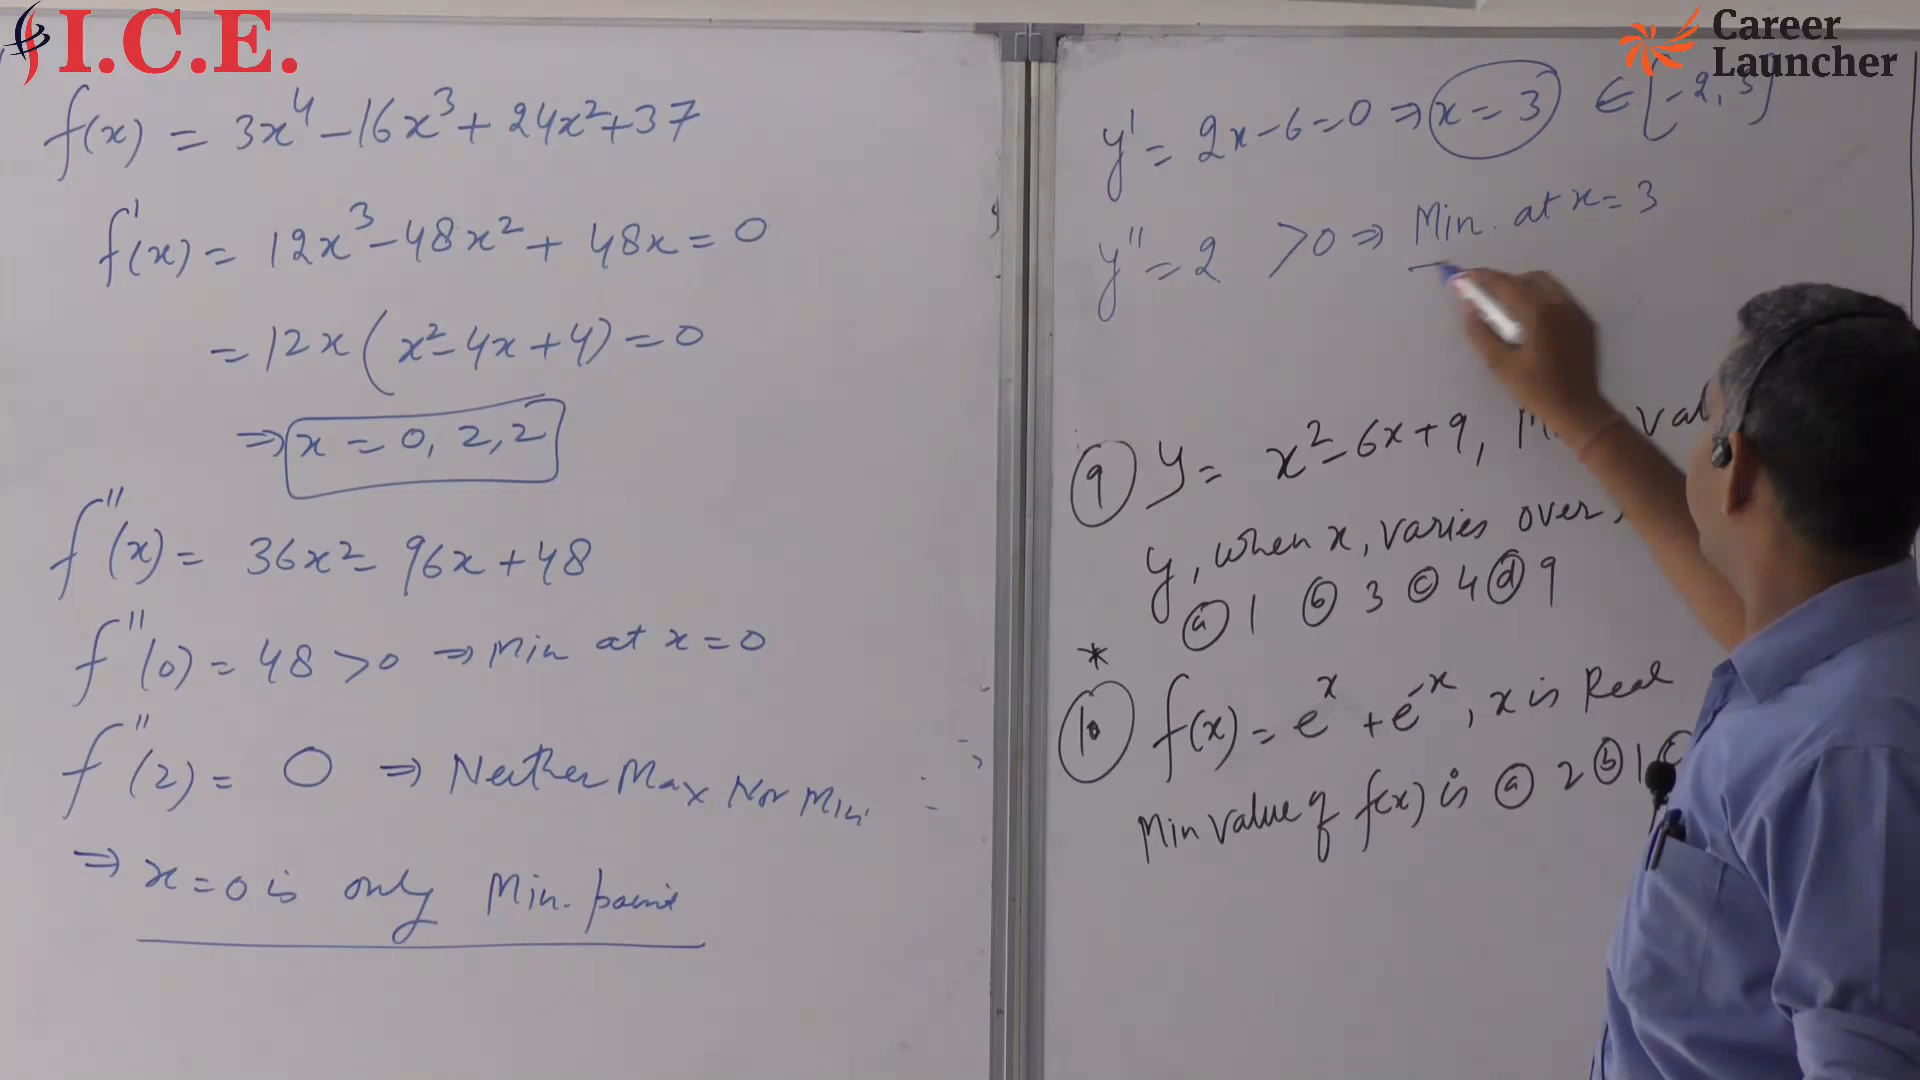 I.C.E.
Career
Launcher
f(x) = 3x⁴ - 16x³ + 24x² + 37
f'(x) = 12x³ - 48x² + 48x = 0
= 12x (x² - 4x + 4) = 0
⇒ x = 0, 2, 2
f''(x) = 36x² - 96x + 48
f''(0) = 48 > 0 ⇒ Min at x = 0
f''(2) = 0 ⇒ Neither Max Nor Min.
⇒ x = 0 is only Min. point
y' = 2x - 6 = 0 ⇒ x = 3 ∈ [-2, 3]
y'' = 2 > 0 ⇒ Min. at x = 3
9 y = x² - 6x + 9,
y, when x, varies over,
a 1 b 3 c 4 d 9
*
10 f(x) = eˣ + e⁻ˣ, x is Real
Min value of f(x) is a 2 b 1 c